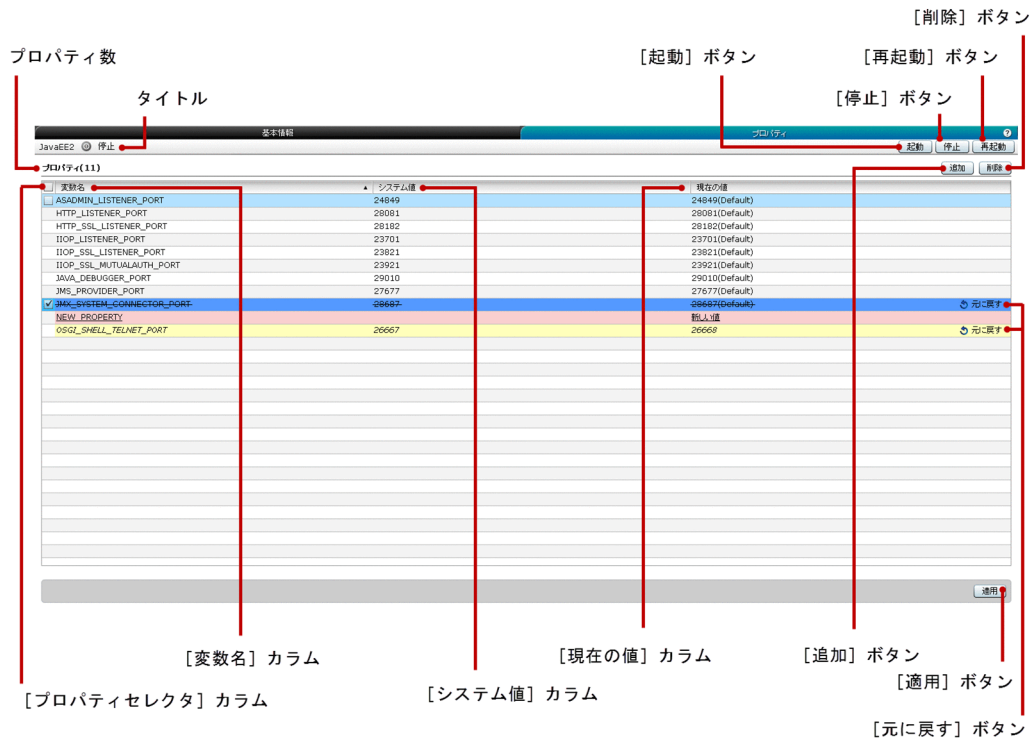 ［削除］ボタン
プロパティ数
［起動］ボタン
［再起動］ボタン
タイトル
［停止］ボタン
基本情報
プロパティ
?
JavaEE2 停止
起動
停止
再起動
プロパティ(11)
追加
削除
変数名 ▲ システム値 現在の値
ASADMIN_LISTENER_PORT 24849 24849(Default)
HTTP_LISTENER_PORT 28081 28081(Default)
HTTP_SSL_LISTENER_PORT 28182 28182(Default)
IIOP_LISTENER_PORT 23701 23701(Default)
IIOP_SSL_LISTENER_PORT 23821 23821(Default)
IIOP_SSL_MUTUALAUTH_PORT 23921 23921(Default)
JAVA_DEBUGGER_PORT 29010 29010(Default)
JMS_PROVIDER_PORT 27677 27677(Default)
JMX_SYSTEM_CONNECTOR_PORT 28687 28687(Default) 元に戻す
NEW_PROPERTY 新しい値
OSGI_SHELL_TELNET_PORT 26667 26668 元に戻す
適用
［変数名］カラム
［現在の値］カラム
［追加］ボタン
［適用］ボタン
［プロパティセレクタ］カラム
［システム値］カラム
［元に戻す］ボタン